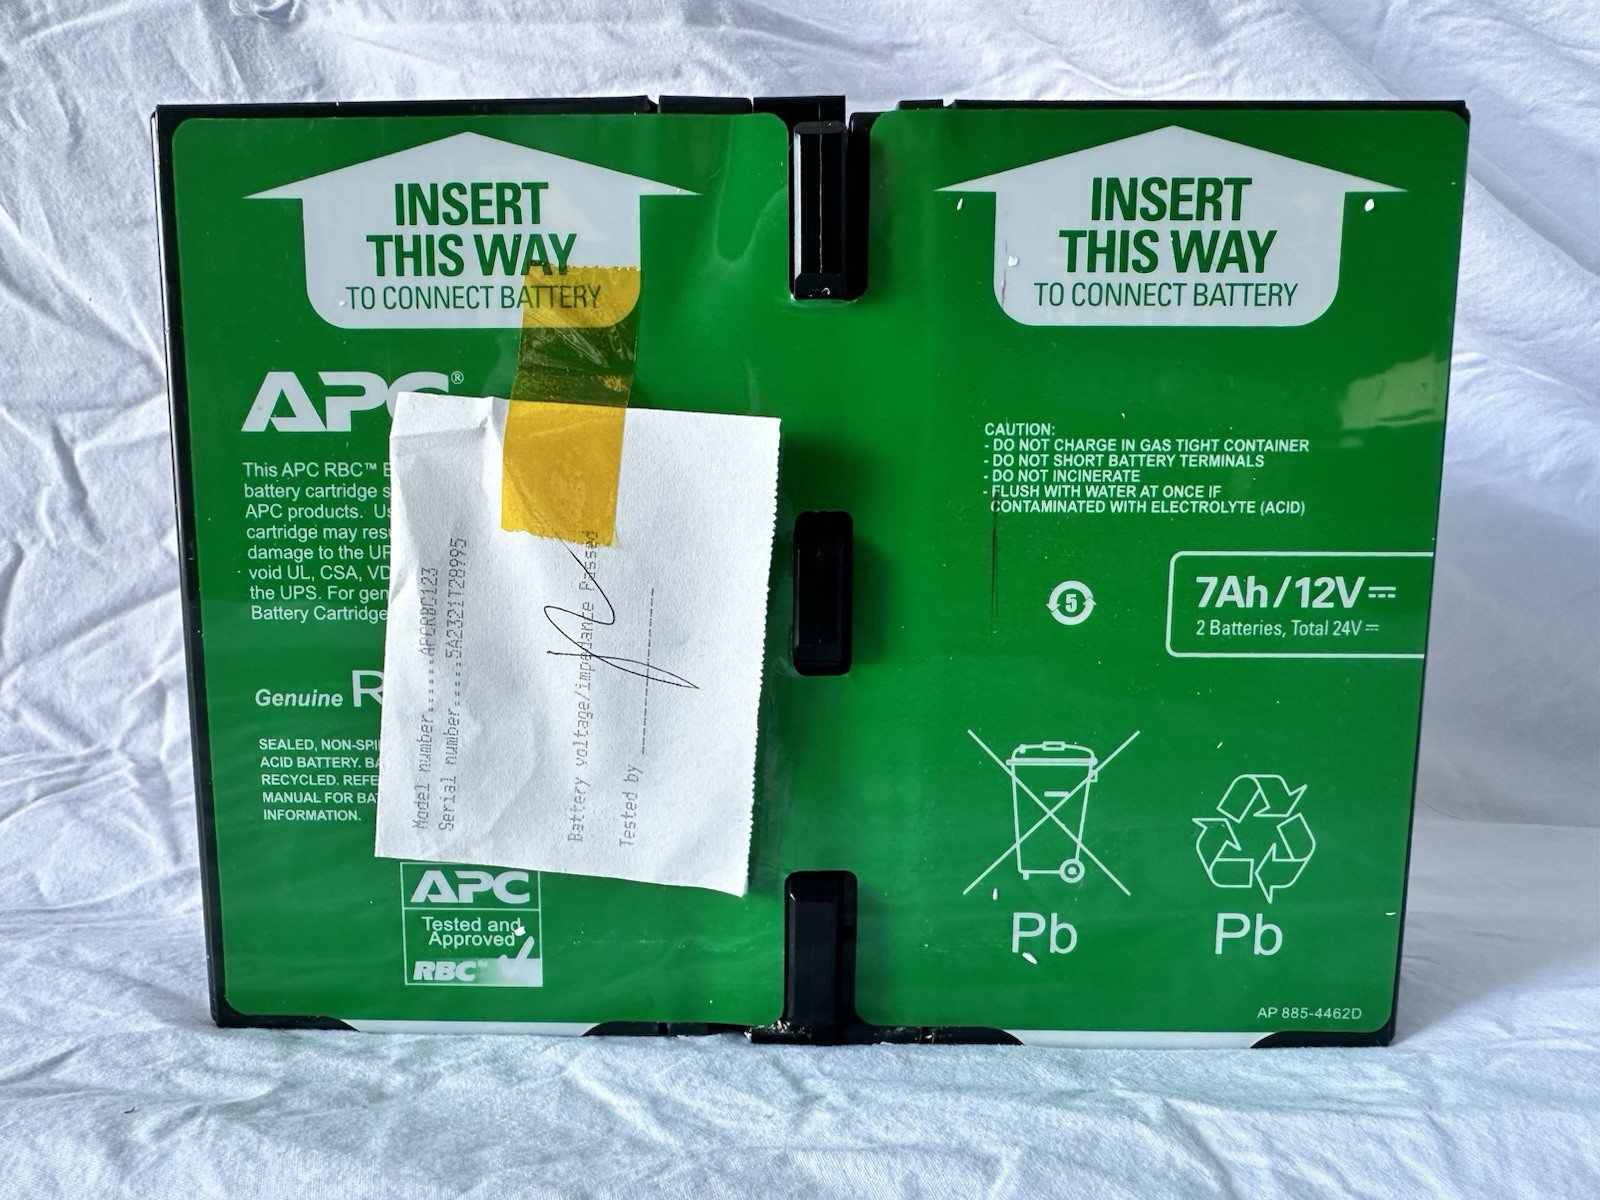 INSERT
THIS WAY
TO CONNECT BATTERY
APC®
This APC RBC™
battery cartridge
APC products.
cartridge may
damage to the
void UL, CSA,
the UPS. For
Battery Cartridge
Genuine
SEALED,
ACID BATTERY.
RECYCLED.
MANUAL FOR
INFORMATION.
Model number.....APCRBC123
Serial number....5A2321T28995
Battery voltage/impedance Passed
Tested by
APC
Tested and
Approved
RBC™
INSERT
THIS WAY
TO CONNECT BATTERY
CAUTION:
- DO NOT CHARGE IN GAS TIGHT CONTAINER
- DO NOT SHORT BATTERY TERMINALS
- DO NOT INCINERATE
- FLUSH WITH WATER AT ONCE IF
CONTAMINATED WITH ELECTROLYTE (ACID)
5
7Ah/12V⎓
2 Batteries, Total 24V⎓
Pb
Pb
AP 885-4462D